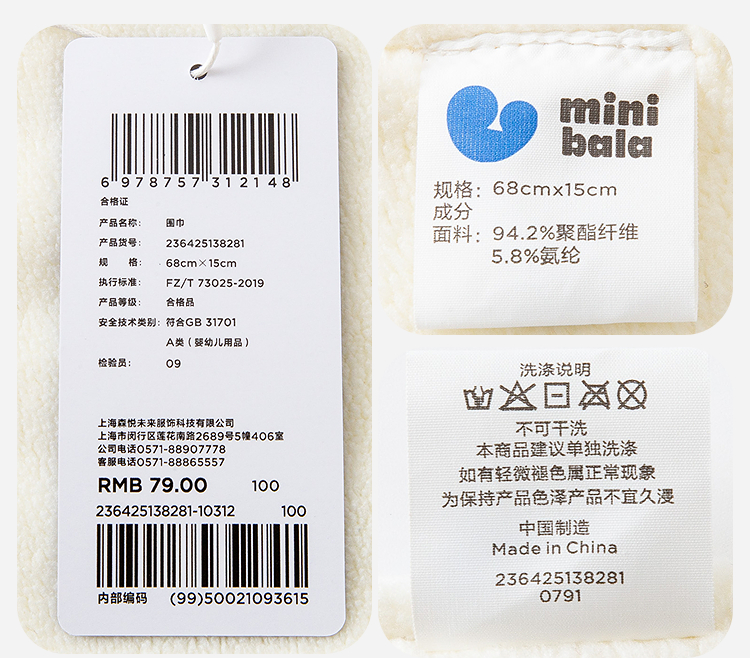 6 978757 312148
合格证
产品名称: 围巾
产品货号: 236425138281
规 格: 68cm×15cm
执行标准: FZ/T 73025-2019
产品等级: 合格品
安全技术类别: 符合GB 31701
A类（婴幼儿用品）
检验员: 09
上海森悦未来服饰科技有限公司
上海市闵行区莲花南路2689号5幢406室
公司电话0571-88907778
客服电话0571-88865557
RMB 79.00 100
236425138281-10312 100
内部编码 (99)50021093615
mini
bala
规格: 68cmx15cm
成分
面料: 94.2%聚酯纤维
5.8%氨纶
洗涤说明
不可干洗
本商品建议单独洗涤
如有轻微褪色属正常现象
为保持产品色泽产品不宜久浸
中国制造
Made in China
236425138281
0791